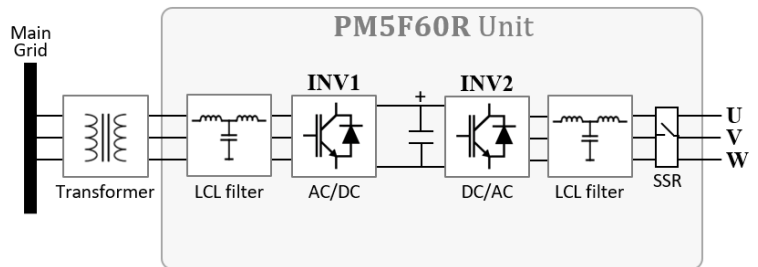 PM5F60R Unit
Main
Grid
INV1
INV2
+
U
V
W
Transformer
LCL filter
AC/DC
DC/AC
LCL filter
SSR